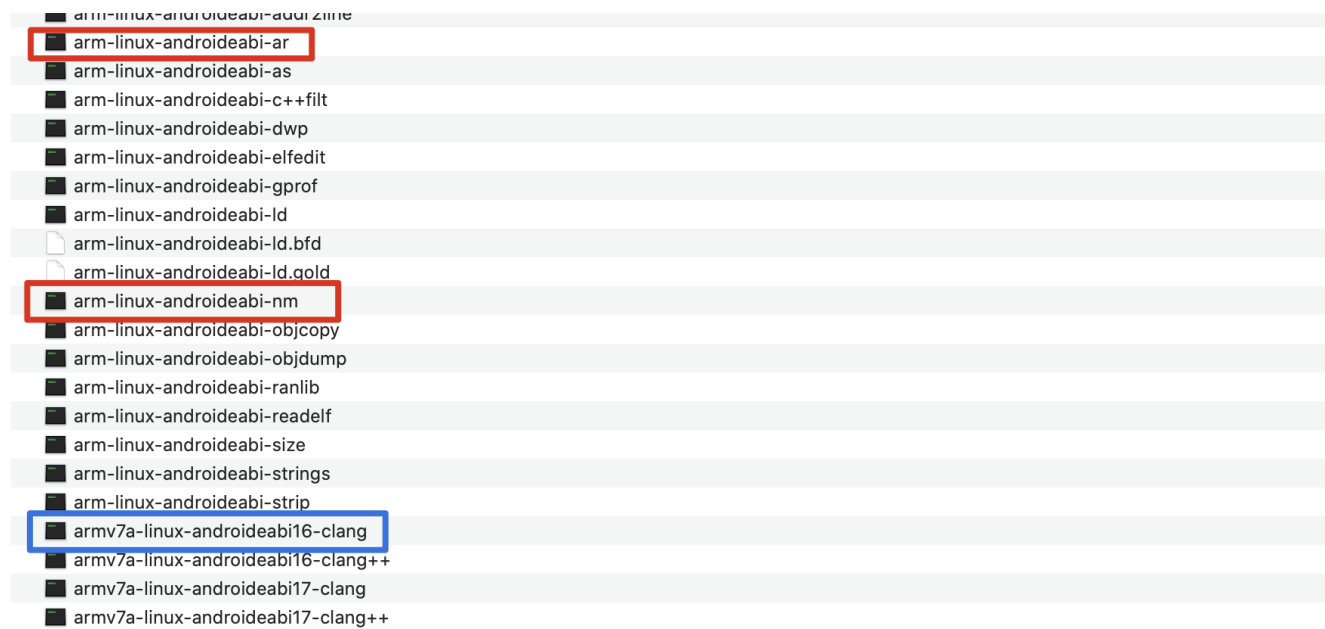 arm-linux-androideabi-addr2line
arm-linux-androideabi-ar
arm-linux-androideabi-as
arm-linux-androideabi-c++filt
arm-linux-androideabi-dwp
arm-linux-androideabi-elfedit
arm-linux-androideabi-gprof
arm-linux-androideabi-ld
arm-linux-androideabi-ld.bfd
arm-linux-androideabi-ld.gold
arm-linux-androideabi-nm
arm-linux-androideabi-objcopy
arm-linux-androideabi-objdump
arm-linux-androideabi-ranlib
arm-linux-androideabi-readelf
arm-linux-androideabi-size
arm-linux-androideabi-strings
arm-linux-androideabi-strip
armv7a-linux-androideabi16-clang
armv7a-linux-androideabi16-clang++
armv7a-linux-androideabi17-clang
armv7a-linux-androideabi17-clang++